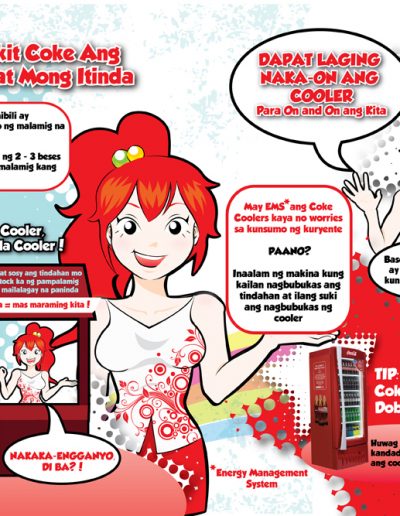 kit Coke Ang
at Mong Itinda
DAPAT LAGING
NAKA-ON ANG
COOLER
Para On and On ang Kita
ibili ay
o ng malamig na
ng 2 - 3 beses
malamig kang
Cooler,
la Cooler!
at sosy ang tindahan mo
tock ka ng pampalamig
mailalagay na paninda
a = mas maraming kita!
May EMS* ang Coke
Coolers kaya no worries
sa kunsumo ng kuryente
PAANO?
Inaalam ng makina kung
kailan nagbubukas ang
tindahan at ilang suki
ang nagbubukas ng
cooler
Base
ay
kun
NAKAKA-ENGGANYO
DI BA?!
*Energy Management
System
TIP
Cok
Dob
Huwag
kandad
ang coo